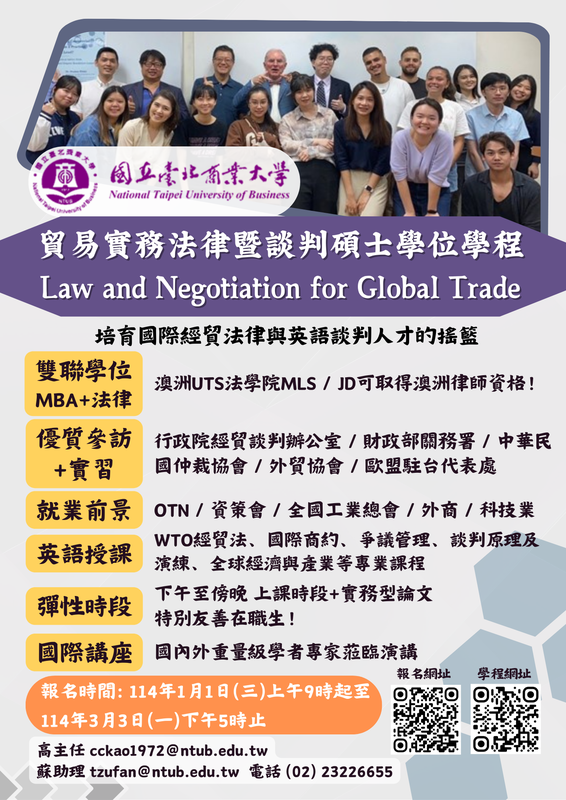 國立臺北商業大學
National Taipei University of Business
國立臺北商業大學
NTUB
National Taipei University of Business
貿易實務法律暨談判碩士學位學程
Law and Negotiation for Global Trade
培育國際經貿法律與英語談判人才的搖籃
雙聯學位
MBA+法律
澳洲UTS法學院MLS / JD可取得澳洲律師資格!
優質參訪
+實習
行政院經貿談判辦公室 / 財政部關務署 / 中華民
國仲裁協會 / 外貿協會 / 歐盟駐台代表處
就業前景
OTN / 資策會 / 全國工業總會 / 外商 / 科技業
英語授課
WTO經貿法、國際商約、爭議管理、談判原理及
演練、全球經濟與產業等專業課程
彈性時段
下午至傍晚 上課時段+實務型論文
特別友善在職生!
國際講座
國內外重量級學者專家蒞臨演講
報名網址
學程網址
報名時間: 114年1月1日(三)上午9時起至
114年3月3日(一)下午5時止
高主任 cckao1972@ntub.edu.tw
蘇助理 tzufan@ntub.edu.tw 電話 (02) 23226655